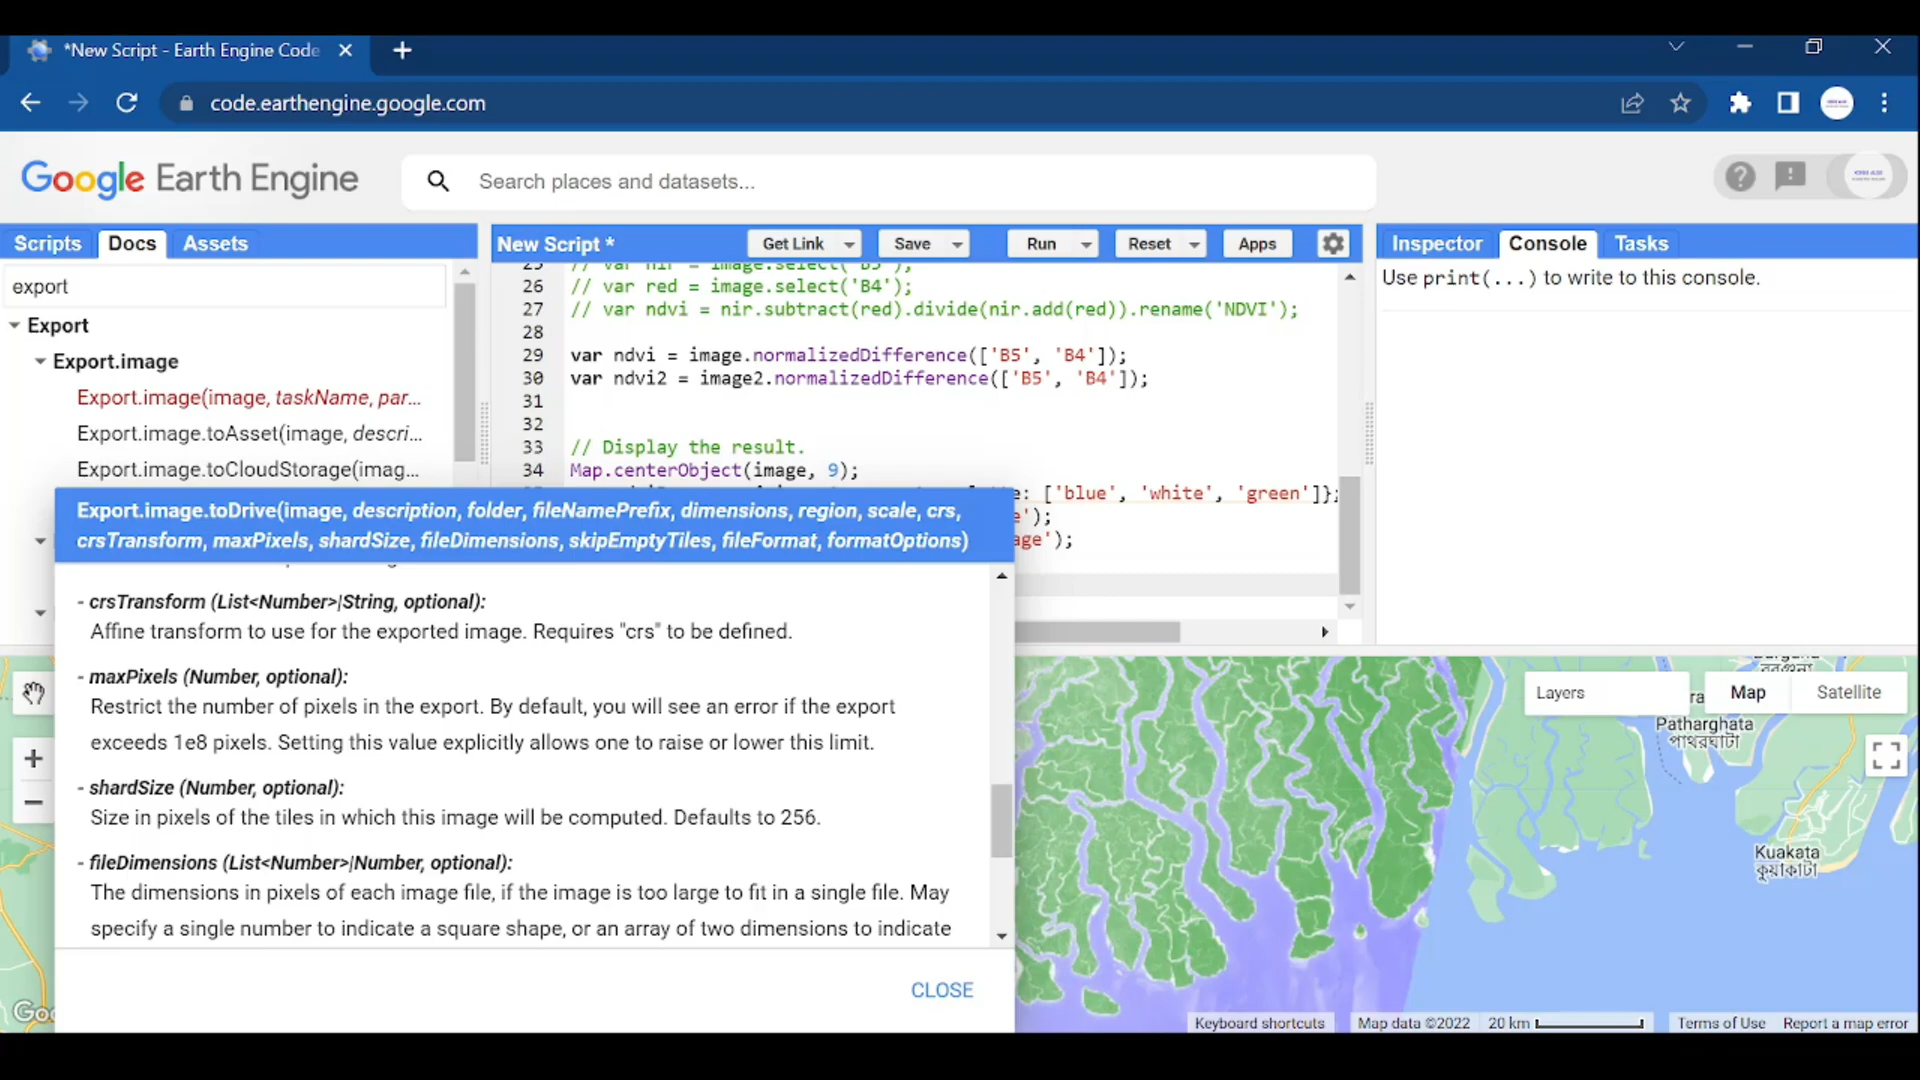 *New Script - Earth Engine Code
code.earthengine.google.com
Google Earth Engine
Search places and datasets...
Scripts
Docs
Assets
New Script *
Get Link
Save
Run
Reset
Apps
Inspector
Console
Tasks
export
Export
Export.image
Export.image(image, taskName, par...
Export.image.toAsset(image, descri...
Export.image.toCloudStorage(imag...
26 // var red = image.select('B4');
27 // var ndvi = nir.subtract(red).divide(nir.add(red)).rename('NDVI');
28
29 var ndvi = image.normalizedDifference(['B5', 'B4']);
30 var ndvi2 = image2.normalizedDifference(['B5', 'B4']);
31
32
33 // Display the result.
34 Map.centerObject(image, 9);
: ['blue', 'white', 'green']};
');
age');
Use print(...) to write to this console.
Export.image.toDrive(image, description, folder, fileNamePrefix, dimensions, region, scale, crs,
crsTransform, maxPixels, shardSize, fileDimensions, skipEmptyTiles, fileFormat, formatOptions)
- crsTransform (List<Number>|String, optional):
Affine transform to use for the exported image. Requires "crs" to be defined.
- maxPixels (Number, optional):
Restrict the number of pixels in the export. By default, you will see an error if the export
exceeds 1e8 pixels. Setting this value explicitly allows one to raise or lower this limit.
- shardSize (Number, optional):
Size in pixels of the tiles in which this image will be computed. Defaults to 256.
- fileDimensions (List<Number>|Number, optional):
The dimensions in pixels of each image file, if the image is too large to fit in a single file. May
specify a single number to indicate a square shape, or an array of two dimensions to indicate
CLOSE
Layers
Map
Satellite
Patharghata
পাথরঘাটা
Kuakata
কুয়াকাটা
Goo
Keyboard shortcuts
Map data ©2022
20 km
Terms of Use
Report a map error